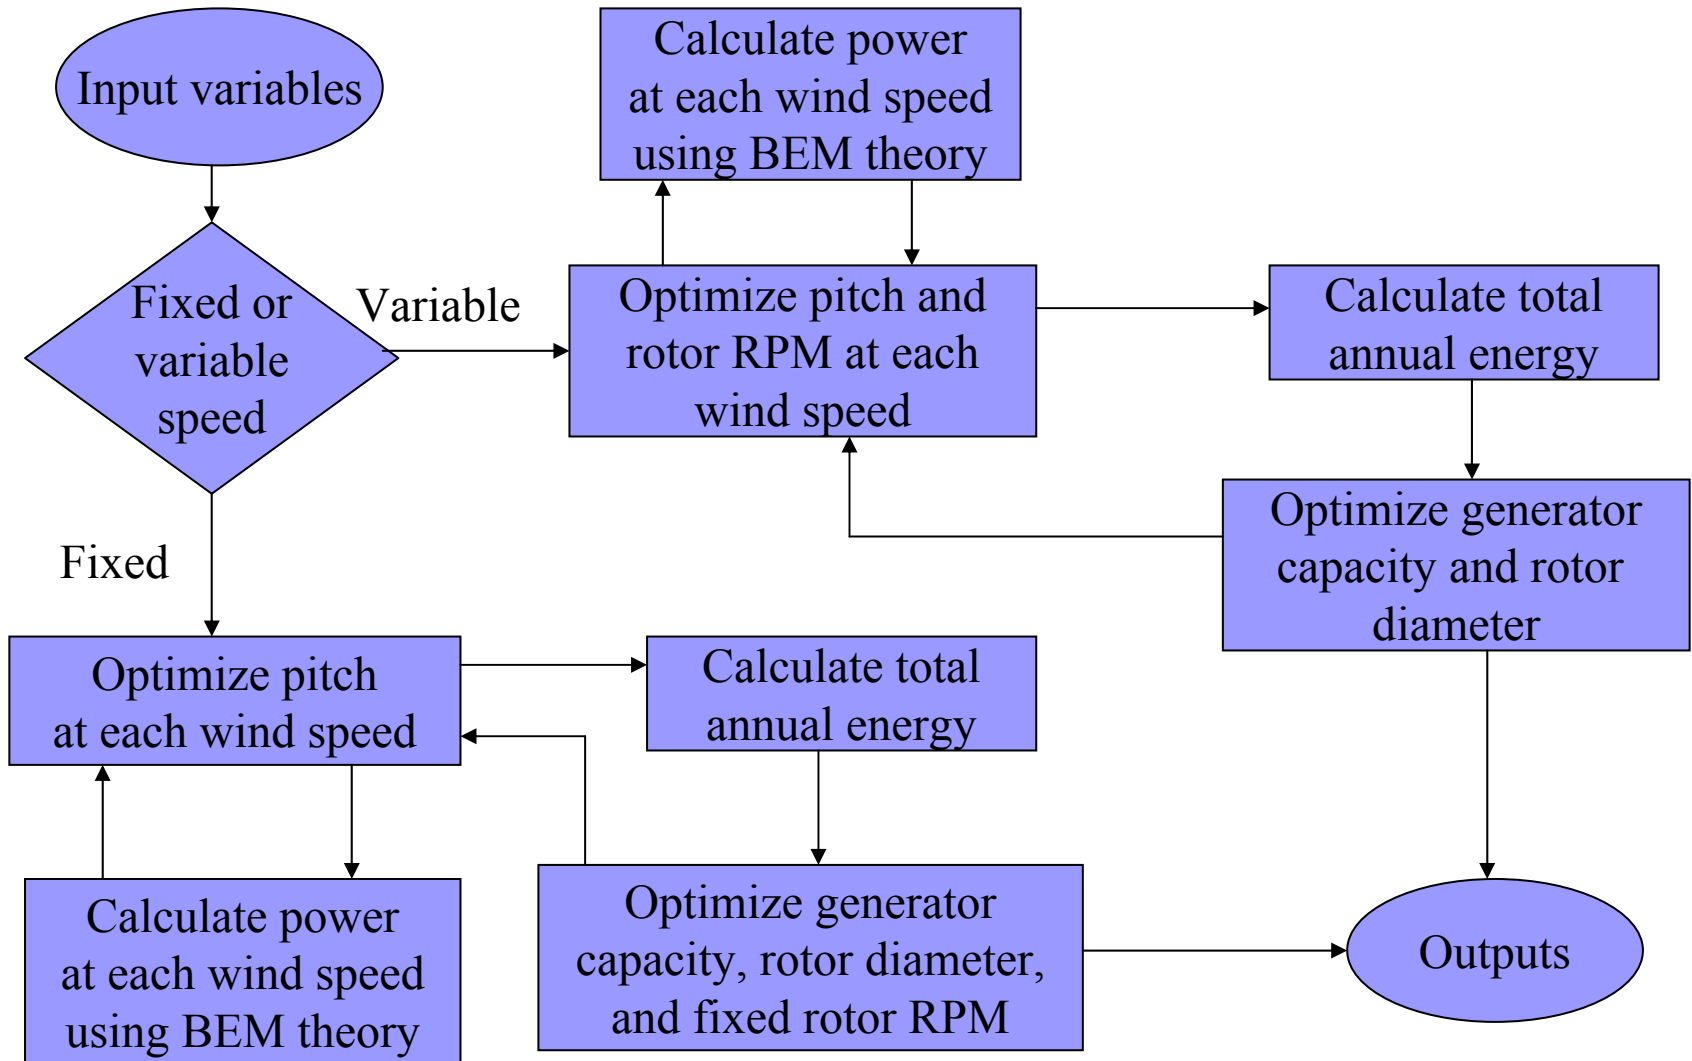 Input variables
Calculate power
at each wind speed
using BEM theory
Fixed or
variable
speed
Variable
Optimize pitch and
rotor RPM at each
wind speed
Calculate total
annual energy
Optimize generator
capacity and rotor
diameter
Fixed
Optimize pitch
at each wind speed
Calculate total
annual energy
Calculate power
at each wind speed
using BEM theory
Optimize generator
capacity, rotor diameter,
and fixed rotor RPM
Outputs